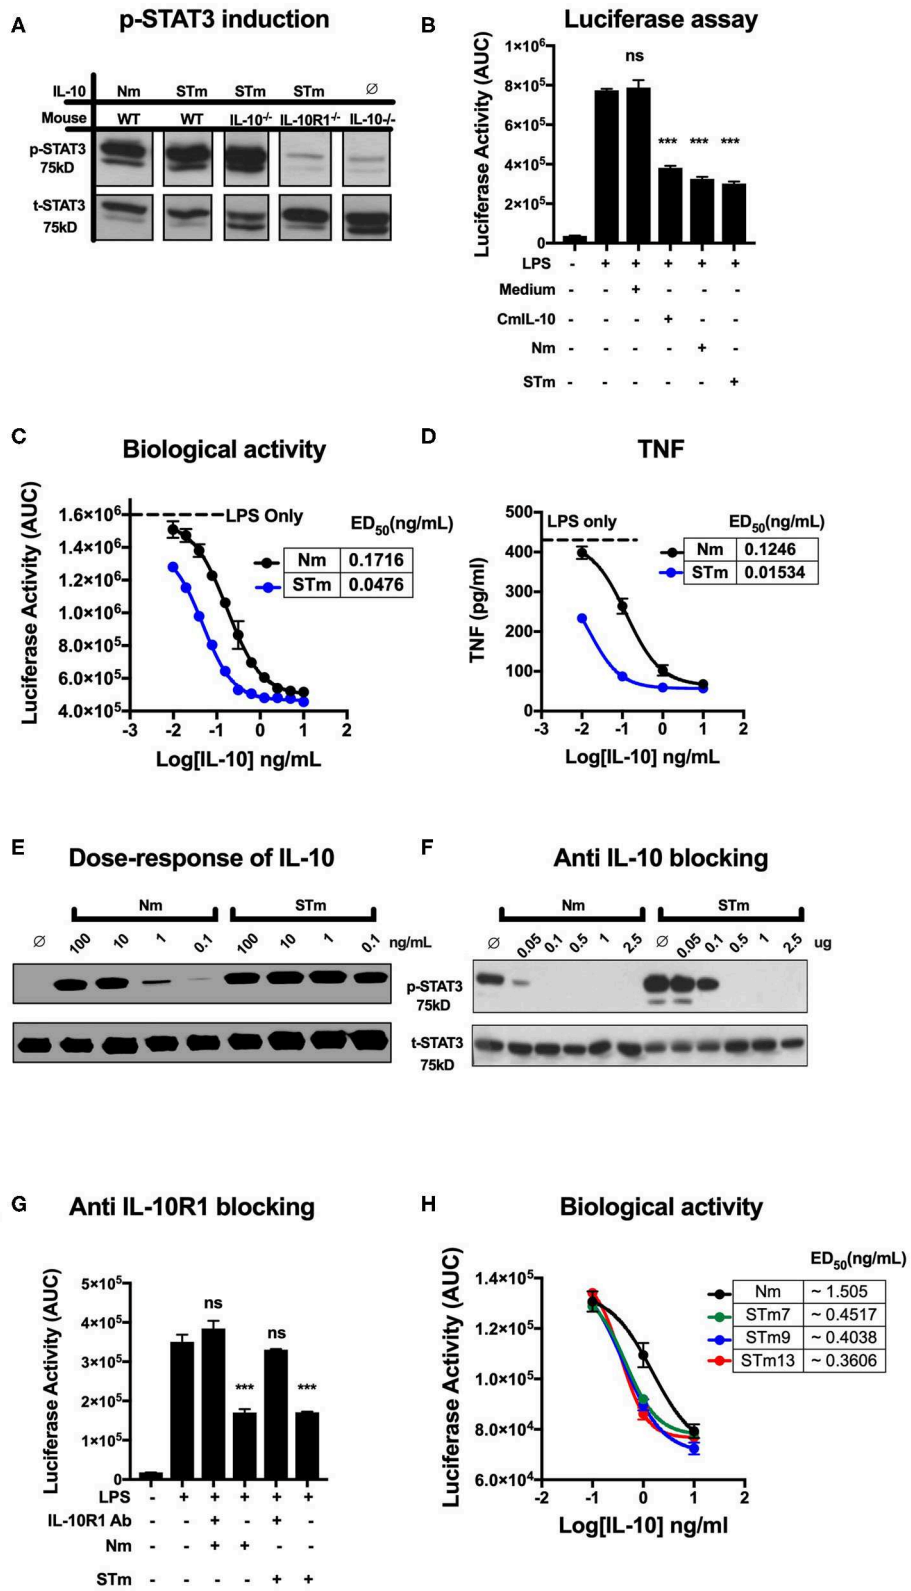 A
p-STAT3 induction
IL-10 Nm STm STm STm ∅
Mouse WT WT IL-10-/- IL-10R1-/- IL-10-/-
p-STAT3
75kD
t-STAT3
75kD
B
Luciferase assay
Luciferase Activity (AUC)
1×10⁶
8×10⁵
6×10⁵
4×10⁵
2×10⁵
0
ns *** *** ***
LPS - + + + + +
Medium - - + - - -
CmIL-10 - - - + - -
Nm - - - - + -
STm - - - - - +
C
Biological activity
Luciferase Activity (AUC)
1.6×10⁶
1.4×10⁶
1.2×10⁶
1.0×10⁶
8.0×10⁵
6.0×10⁵
4.0×10⁵
LPS Only
ED50(ng/mL)
Nm 0.1716
STm 0.0476
-3 -2 -1 0 1 2
Log[IL-10] ng/mL
D
TNF
TNF (pg/ml)
500
400
300
200
100
0
LPS only
ED50(ng/mL)
Nm 0.1246
STm 0.01534
-3 -2 -1 0 1 2
Log[IL-10] ng/mL
E
Dose-response of IL-10
Nm STm
∅ 100 10 1 0.1 100 10 1 0.1 ng/mL
F
Anti IL-10 blocking
Nm STm
∅ 0.05 0.1 0.5 1 2.5 ∅ 0.05 0.1 0.5 1 2.5 ug
p-STAT3
75kD
t-STAT3
75kD
G
Anti IL-10R1 blocking
Luciferase Activity (AUC)
5×10⁵
4×10⁵
3×10⁵
2×10⁵
1×10⁵
0
ns *** ns ***
LPS - + + + + +
IL-10R1 Ab - - + - + -
Nm - - + + - -
STm - - - - + +
H
Biological activity
Luciferase Activity (AUC)
1.4×10⁵
1.2×10⁵
1.0×10⁵
8.0×10⁴
6.0×10⁴
ED50(ng/mL)
Nm ~ 1.505
STm7 ~ 0.4517
STm9 ~ 0.4038
STm13 ~ 0.3606
-2 -1 0 1 2
Log[IL-10] ng/ml